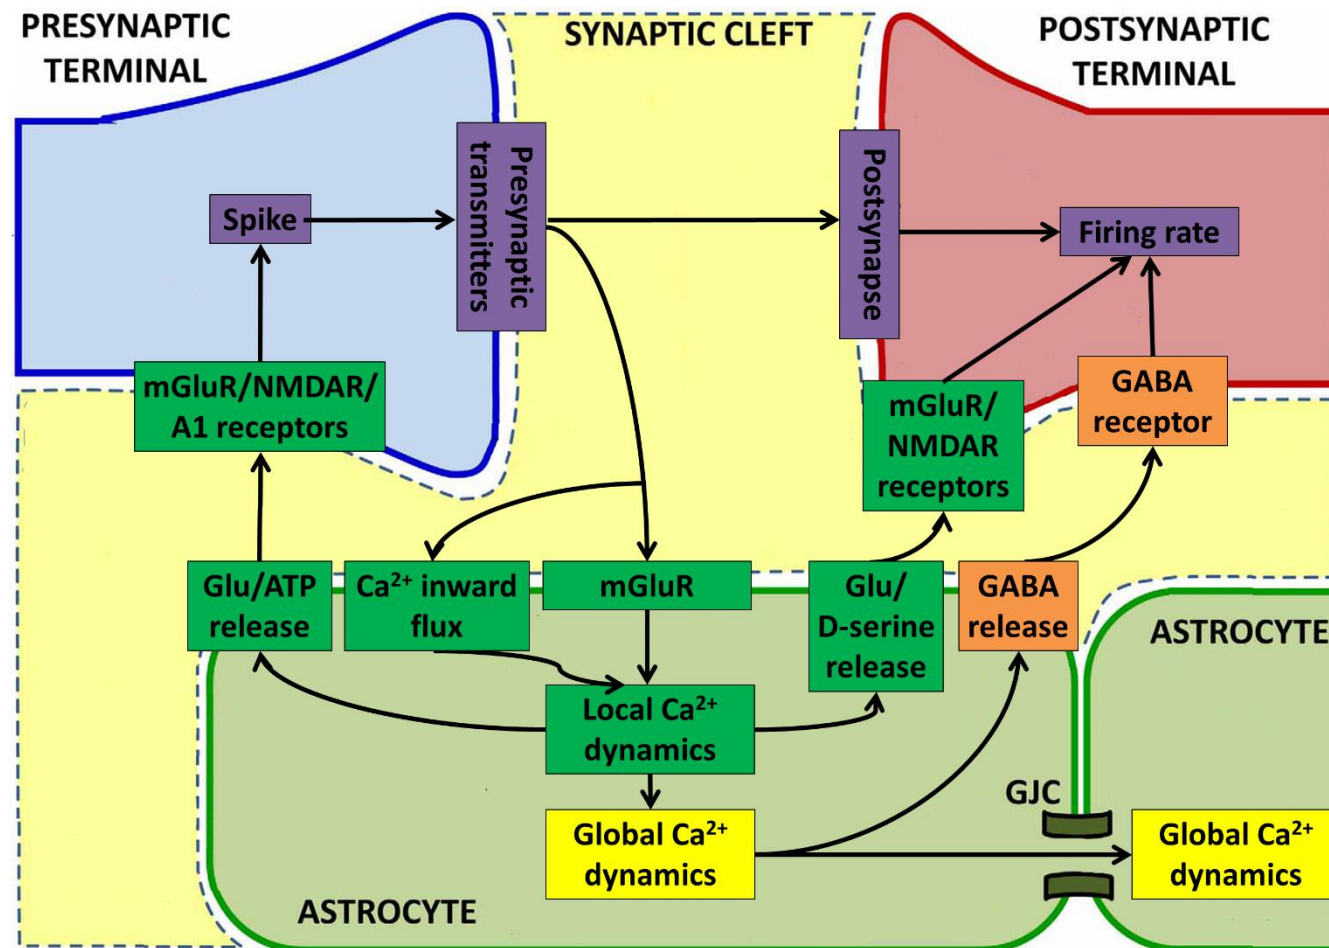 PRESYNAPTIC
TERMINAL
SYNAPTIC CLEFT
POSTSYNAPTIC
TERMINAL
Spike
Presynaptic
transmitters
Postsynapse
Firing rate
mGluR/NMDAR/
A1 receptors
mGluR/
NMDAR
receptors
GABA
receptor
Glu/ATP
release
Ca²⁺ inward
flux
mGluR
Glu/
D-serine
release
GABA
release
ASTROCYTE
Local Ca²⁺
dynamics
GJC
Global Ca²⁺
dynamics
Global Ca²⁺
dynamics
ASTROCYTE